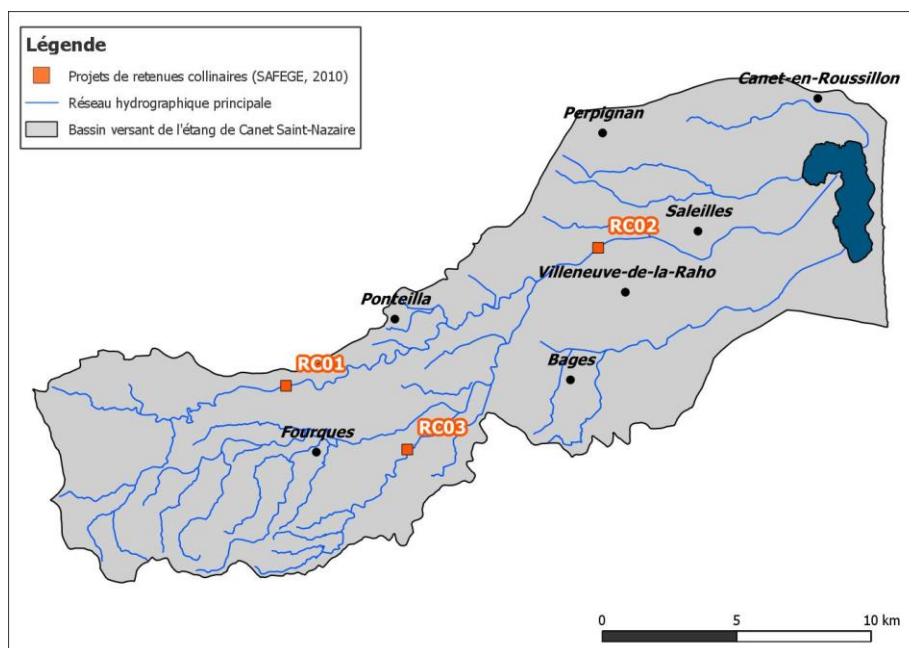 Légende
Projets de retenues collinaires (SAFEGE, 2010)
Réseau hydrographique principale
Bassin versant de l'étang de Canet Saint-Nazaire
Canet-en-Roussillon
Perpignan
Saleilles
RC02
Villeneuve-de-la-Raho
Ponteilla
RC01
Bages
RC03
Fourques
0 5 10 km